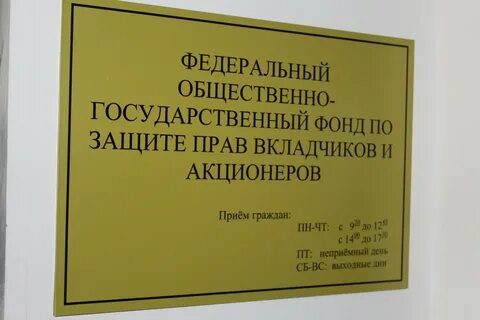 ФЕДЕРАЛЬНЫЙ
ОБЩЕСТВЕННО-
ГОСУДАРСТВЕННЫЙ ФОНД ПО
ЗАЩИТЕ ПРАВ ВКЛАДЧИКОВ И
АКЦИОНЕРОВ
Приём граждан:
ПН-ЧТ: с 9 до 12
с 14⁰⁰ до 17
ПТ: неприёмный день
СБ-ВС: выходные дни